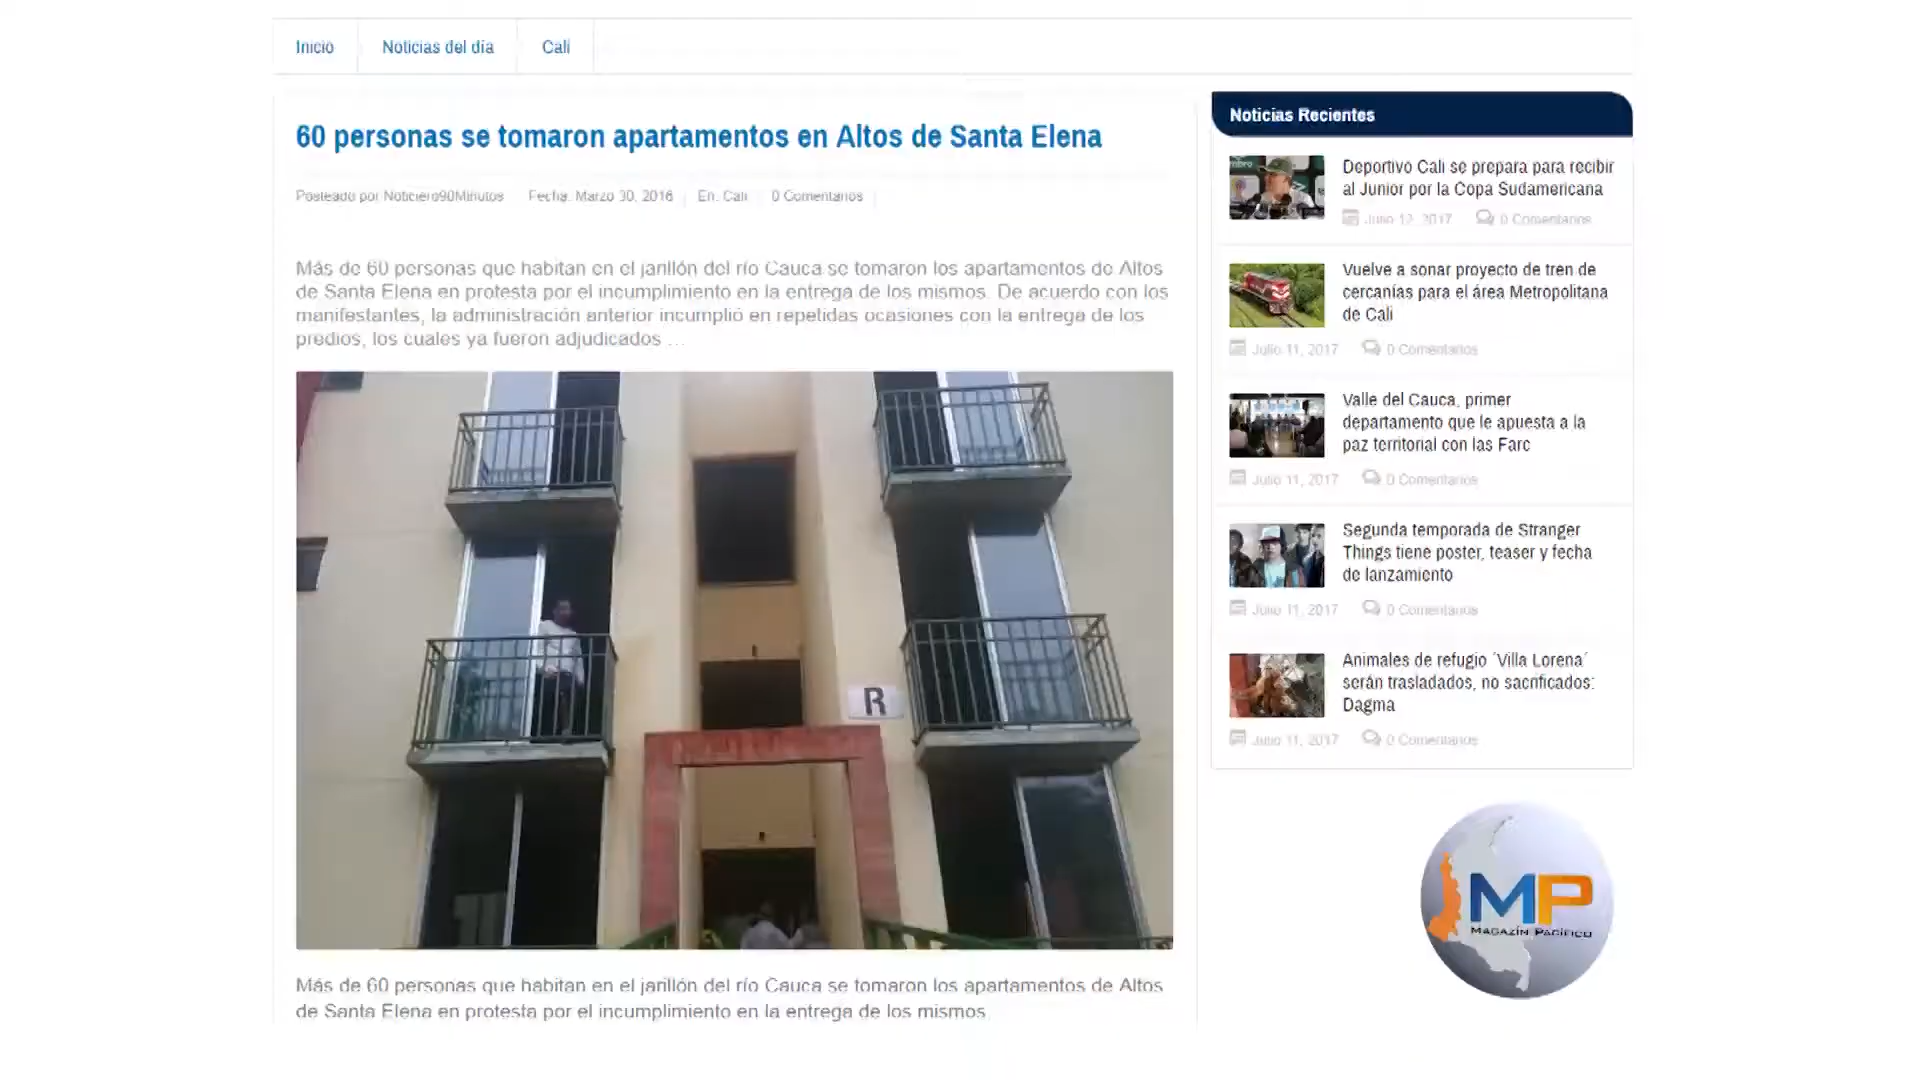 Inicio
Noticias del día
Cali
60 personas se tomaron apartamentos en Altos de Santa Elena
Posteado por Noticiero90Minutos
Fecha: Marzo 30, 2016
En: Cali
0 Comentarios
Más de 60 personas que habitan en el jarillón del río Cauca se tomaron los apartamentos de Altos
de Santa Elena en protesta por el incumplimiento en la entrega de los mismos. De acuerdo con los
manifestantes, la administración anterior incumplió en repetidas ocasiones con la entrega de los
predios, los cuales ya fueron adjudicados ...
R
Más de 60 personas que habitan en el jarillón del río Cauca se tomaron los apartamentos de Altos
de Santa Elena en protesta por el incumplimiento en la entrega de los mismos
Noticias Recientes
Deportivo Cali se prepara para recibir
al Junior por la Copa Sudamericana
Julio 12, 2017
0 Comentarios
Vuelve a sonar proyecto de tren de
cercanías para el área Metropolitana
de Cali
Julio 11, 2017
0 Comentarios
Valle del Cauca, primer
departamento que le apuesta a la
paz territorial con las Farc
Julio 11, 2017
0 Comentarios
Segunda temporada de Stranger
Things tiene poster, teaser y fecha
de lanzamiento
Julio 11, 2017
0 Comentarios
Animales de refugio ´Villa Lorena´
serán trasladados, no sacrificados:
Dagma
Julio 11, 2017
0 Comentarios
MP
MAGAZÍN PACÍFICO